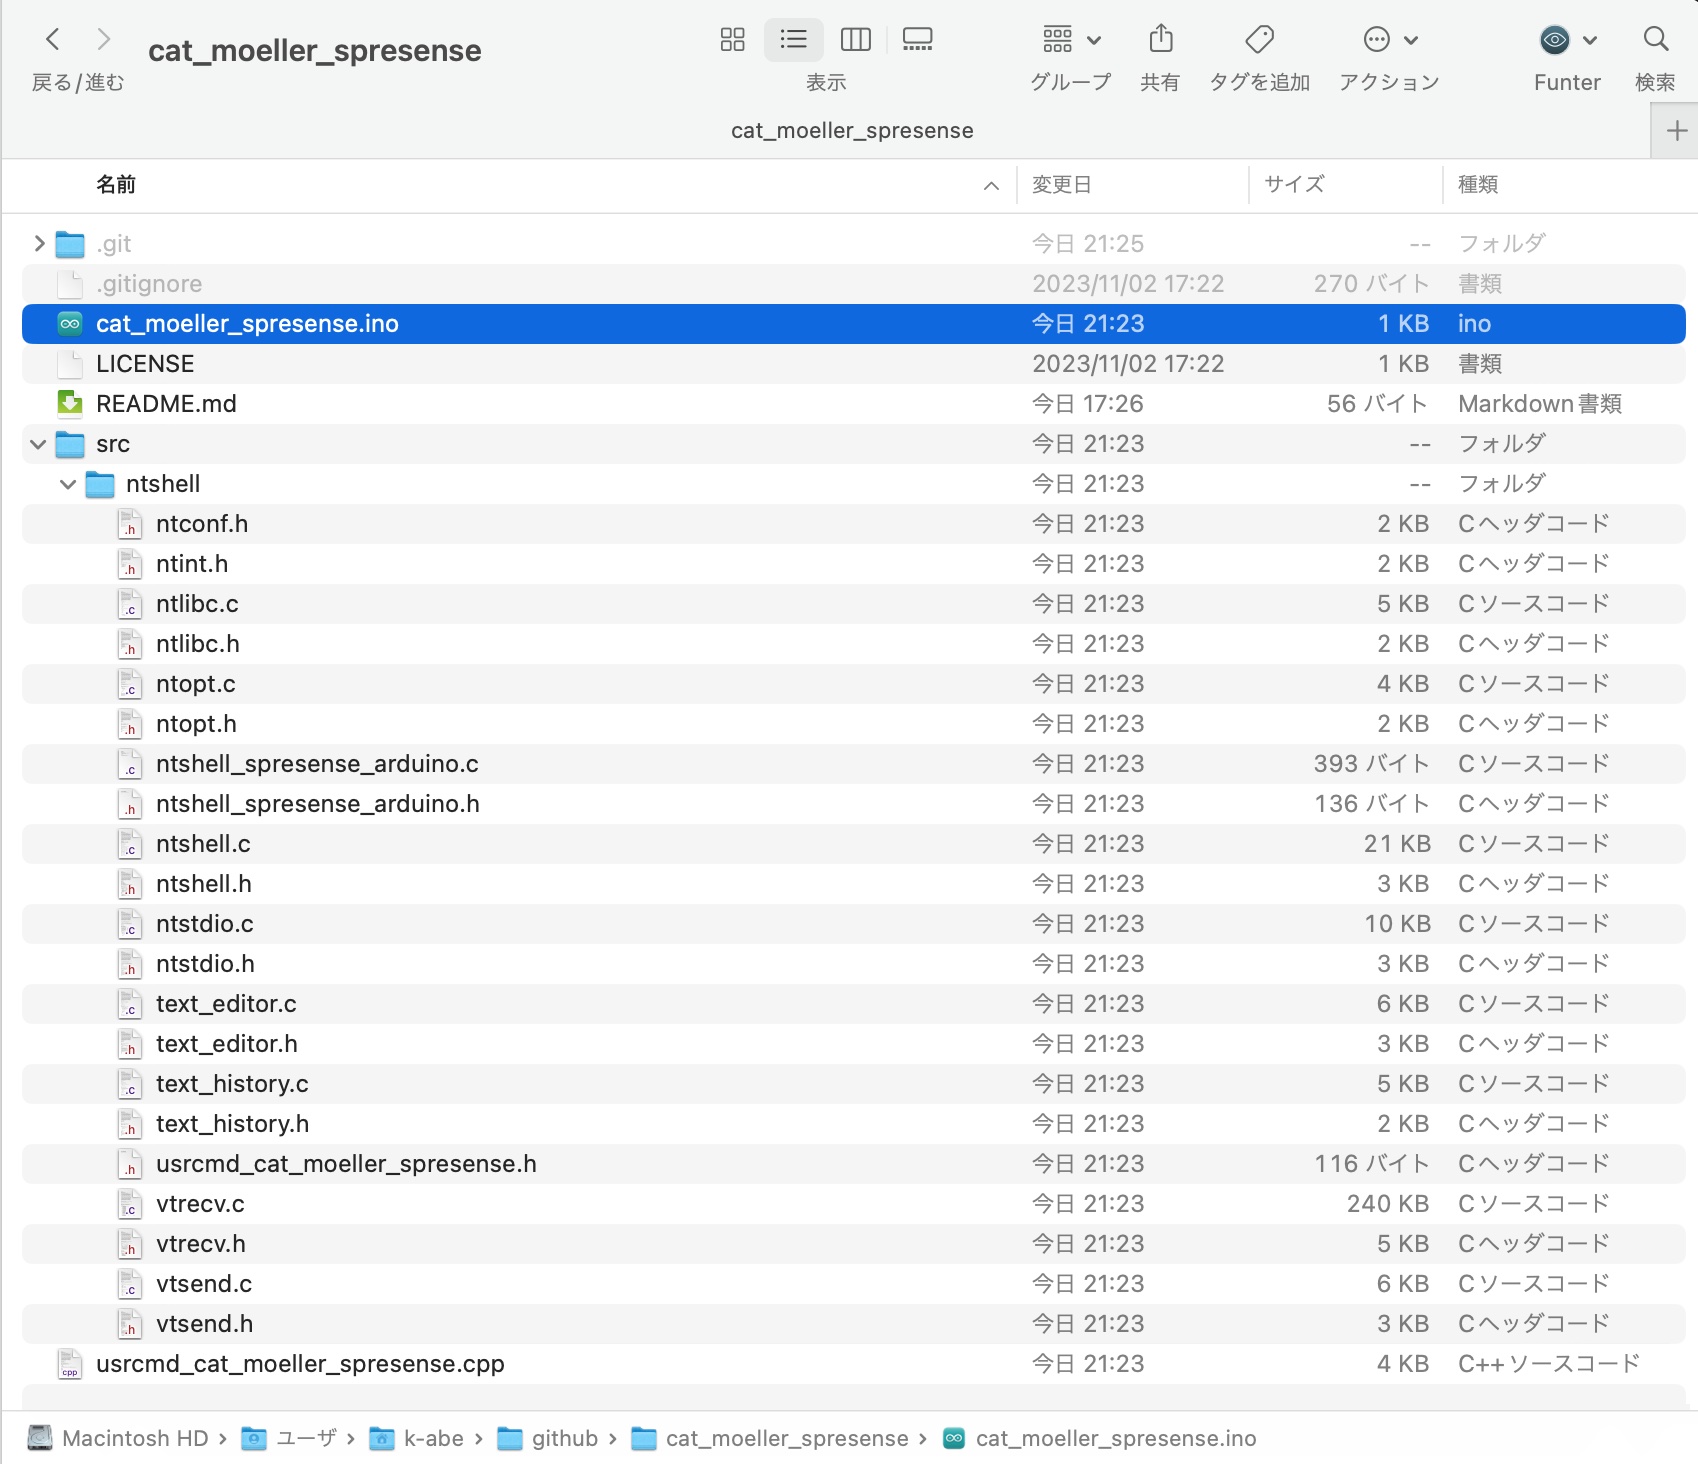 cat_moeller_spresense
戻る/進む
表示
グループ
共有
タグを追加
アクション
Funter
検索
cat_moeller_spresense
名前 変更日 サイズ 種類
.git 今日 21:25 -- フォルダ
.gitignore 2023/11/02 17:22 270 バイト 書類
cat_moeller_spresense.ino 今日 21:23 1 KB ino
LICENSE 2023/11/02 17:22 1 KB 書類
README.md 今日 17:26 56 バイト Markdown書類
src 今日 21:23 -- フォルダ
ntshell 今日 21:23 -- フォルダ
.h ntconf.h 今日 21:23 2 KB Cヘッダコード
.h ntint.h 今日 21:23 2 KB Cヘッダコード
.c ntlibc.c 今日 21:23 5 KB Cソースコード
.h ntlibc.h 今日 21:23 2 KB Cヘッダコード
.c ntopt.c 今日 21:23 4 KB Cソースコード
.h ntopt.h 今日 21:23 2 KB Cヘッダコード
.c ntshell_spresense_arduino.c 今日 21:23 393 バイト Cソースコード
.h ntshell_spresense_arduino.h 今日 21:23 136 バイト Cヘッダコード
.c ntshell.c 今日 21:23 21 KB Cソースコード
.h ntshell.h 今日 21:23 3 KB Cヘッダコード
.c ntstdio.c 今日 21:23 10 KB Cソースコード
.h ntstdio.h 今日 21:23 3 KB Cヘッダコード
.c text_editor.c 今日 21:23 6 KB Cソースコード
.h text_editor.h 今日 21:23 3 KB Cヘッダコード
.c text_history.c 今日 21:23 5 KB Cソースコード
.h text_history.h 今日 21:23 2 KB Cヘッダコード
.h usrcmd_cat_moeller_spresense.h 今日 21:23 116 バイト Cヘッダコード
.c vtrecv.c 今日 21:23 240 KB Cソースコード
.h vtrecv.h 今日 21:23 5 KB Cヘッダコード
.c vtsend.c 今日 21:23 6 KB Cソースコード
.h vtsend.h 今日 21:23 3 KB Cヘッダコード
cpp usrcmd_cat_moeller_spresense.cpp 今日 21:23 4 KB C++ソースコード
Macintosh HD › ユーザ › k-abe › github › cat_moeller_spresense › cat_moeller_spresense.ino